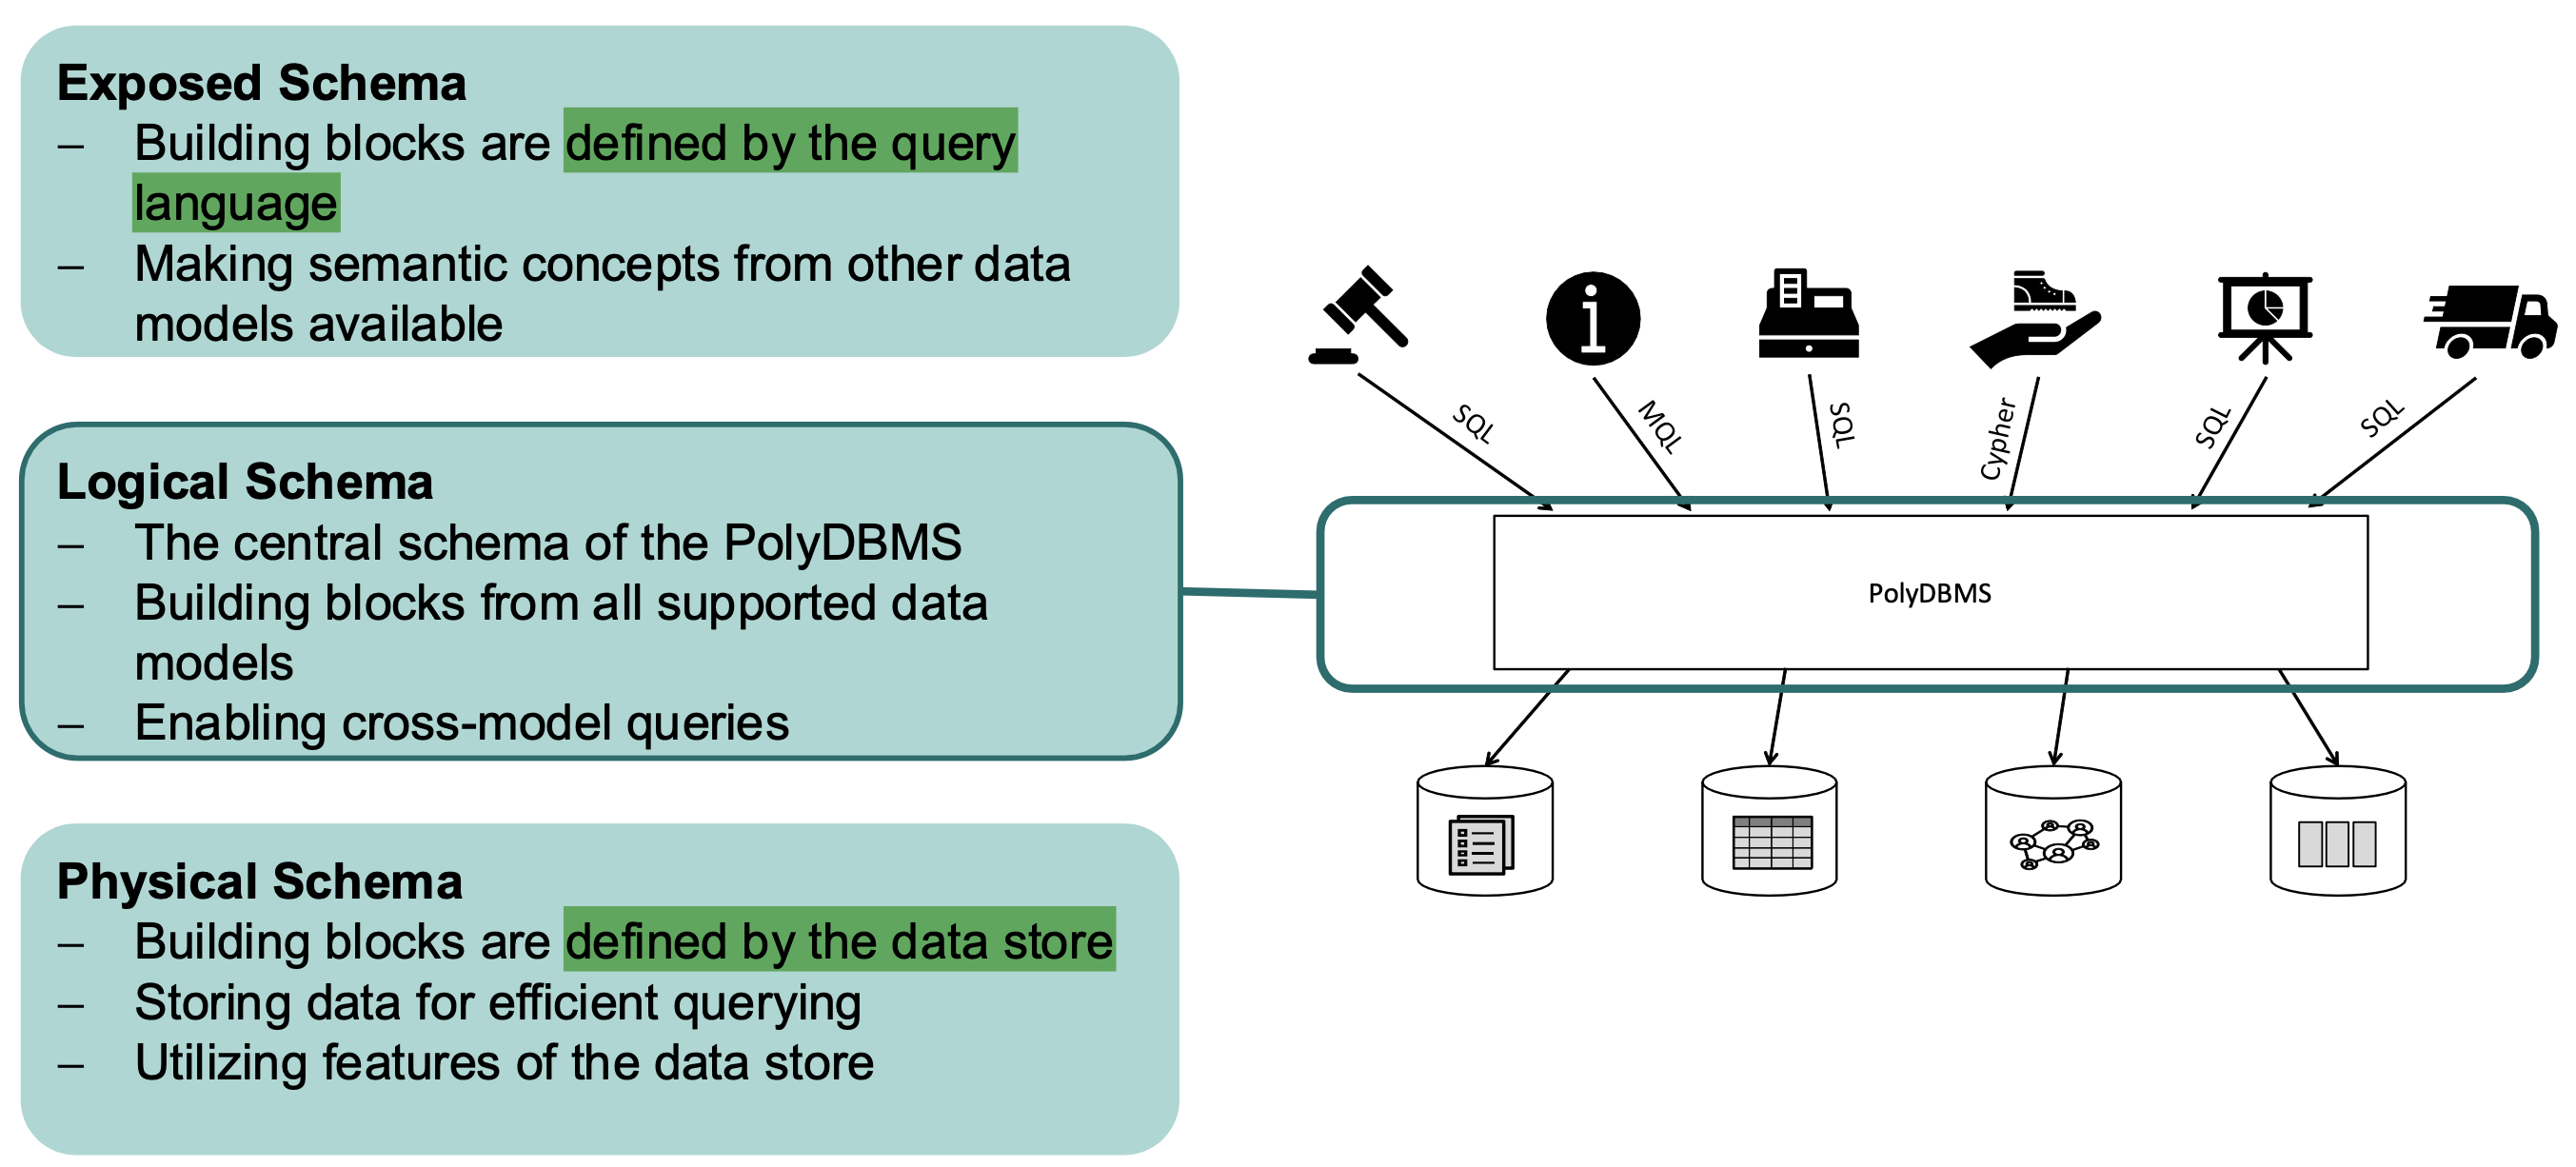 Exposed Schema
– Building blocks are defined by the query
language
– Making semantic concepts from other data
models available
Logical Schema
– The central schema of the PolyDBMS
– Building blocks from all supported data
models
– Enabling cross-model queries
Physical Schema
– Building blocks are defined by the data store
– Storing data for efficient querying
– Utilizing features of the data store
i
SQL
MQL
SQL
Cypher
SQL
SQL
PolyDBMS